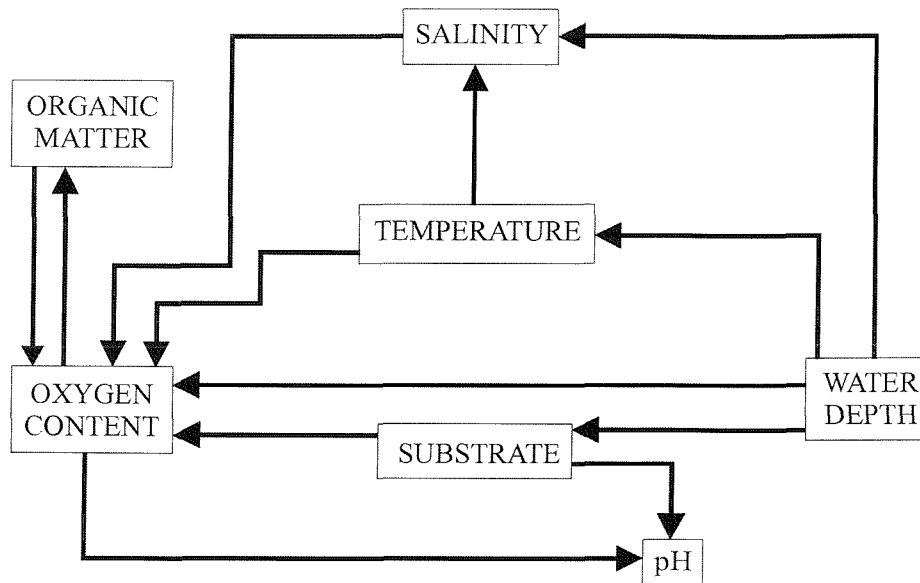 SALINITY
ORGANIC
MATTER
TEMPERATURE
OXYGEN
CONTENT
WATER
DEPTH
SUBSTRATE
pH